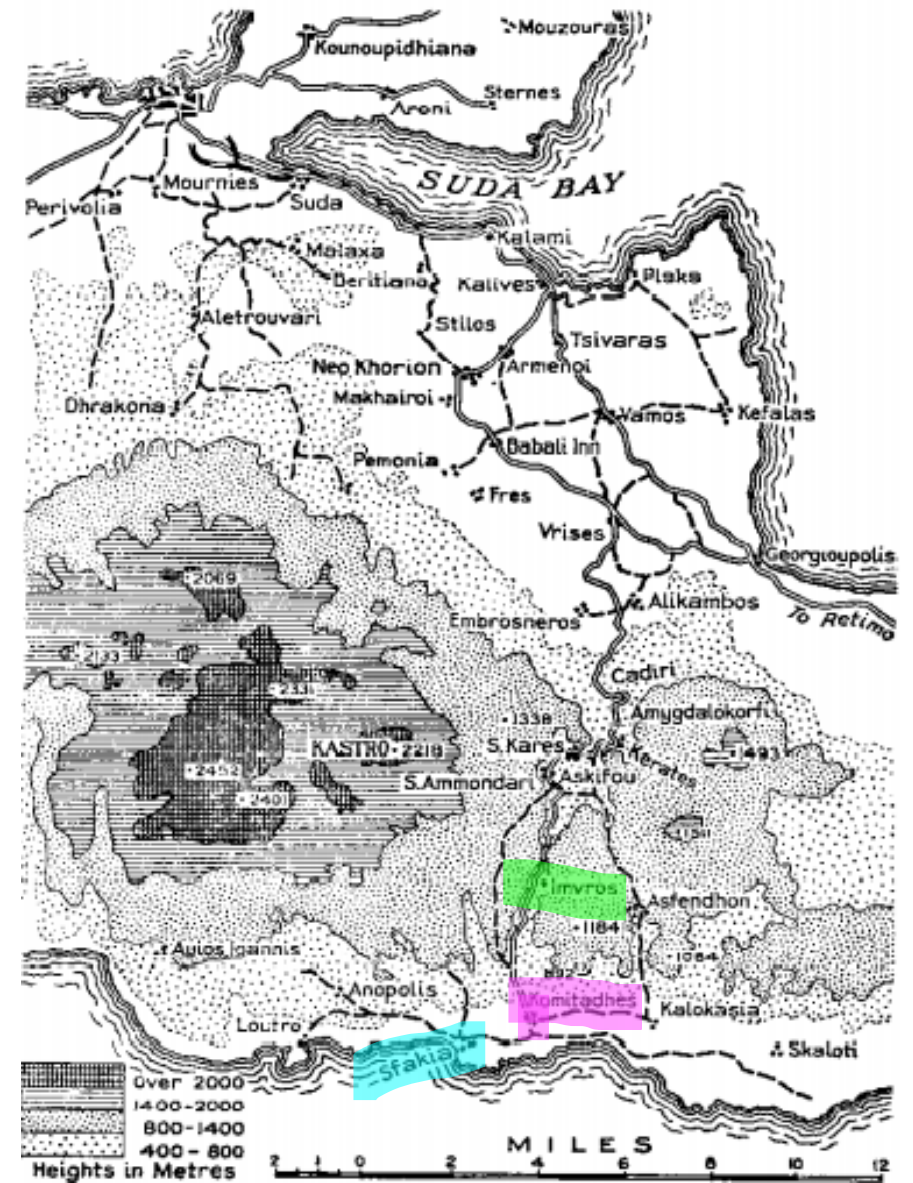 Mouzouras
Kounoupidhiana
Sternes
Aroni
SUDA BAY
Mournies
Perivolia
Suda
Kalami
Malaxa
Plaka
Deritiana
Kalives
Aletrouvari
Stilos
Tsivaras
Neo Khorion
Armenoi
Makhairoi
Dhrakona
Vamos
Kefalas
Babali Inn
Pemonia
Fres
Vrises
Georgioupolis
2069
Alikambos
Embrosneros
To Retimo
Cadiri
2331
Amygdalokorfi
1338
S. Kares
KASTRO 2218
Kerates
1493
2452
S. Ammondari
Askifou
2401
Imvros
Asfendhon
1184
Ayios Ioannis
1084
Anopolis
Komitadhes
Kalokasia
Loutro
Sfakia
Skaloti
Over 2000
1400-2000
800-1400
400-800
Heights in Metres
MILES
2 1 0 2 4 6 8 10 12